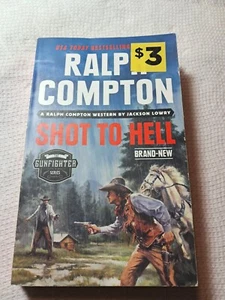 USA TODAY BESTSELLING
$3
RALPH
COMPTON
A RALPH COMPTON WESTERN BY JACKSON LOWRY
SHOT TO HELL
BRAND-NEW
THE
GUNFIGHTER
SERIES